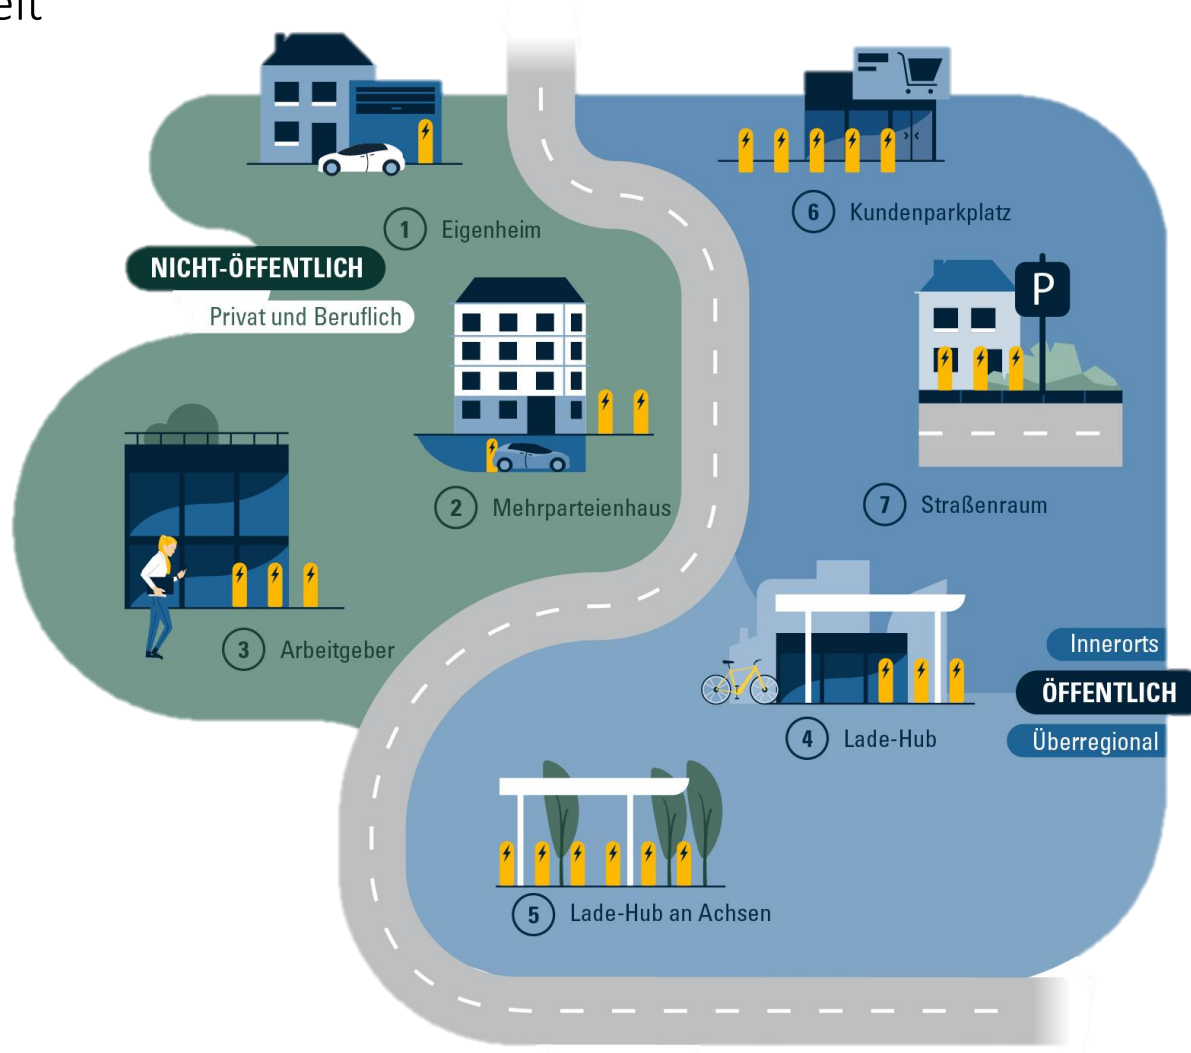 1 Eigenheim
NICHT-ÖFFENTLICH
Privat und Beruflich
2 Mehrparteienhaus
3 Arbeitgeber
6 Kundenparkplatz
P
7 Straßenraum
Innerorts
ÖFFENTLICH
Überregional
4 Lade-Hub
5 Lade-Hub an Achsen